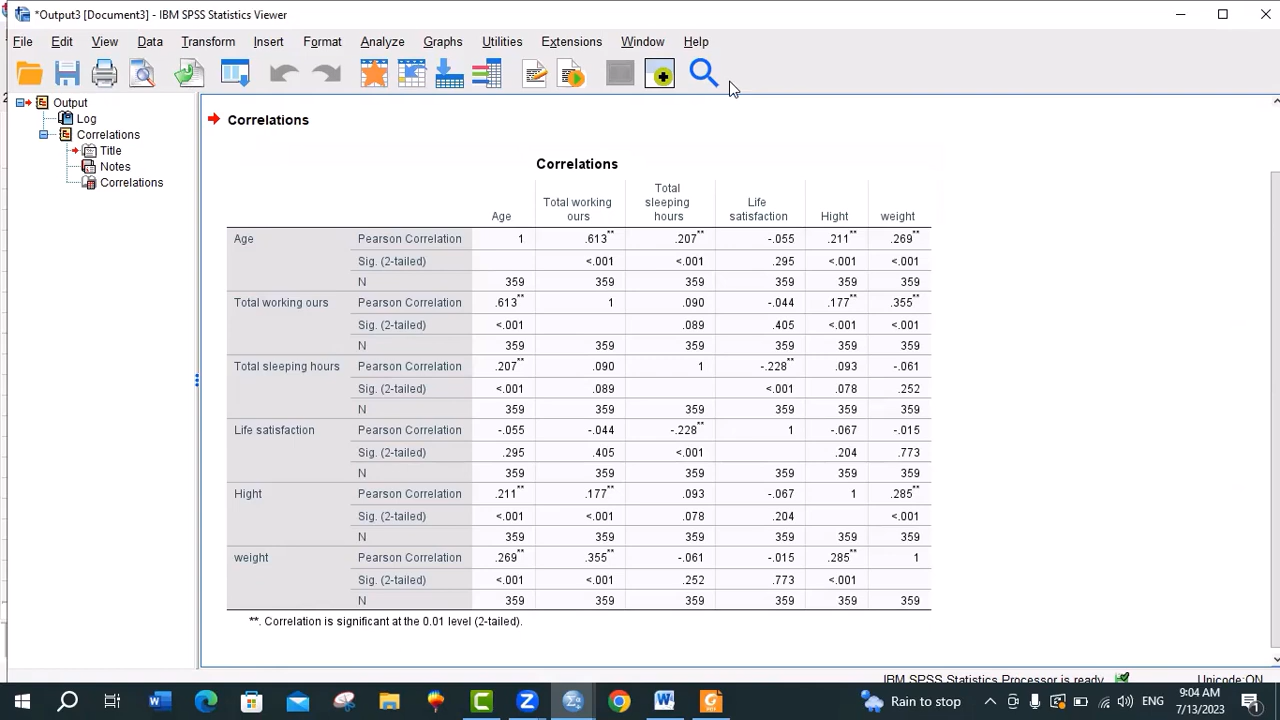 *Output3 [Document3] - IBM SPSS Statistics Viewer
File Edit View Data Transform Insert Format Analyze Graphs Utilities Extensions Window Help
Output
Log
Correlations
Title
Notes
Correlations
Correlations
Correlations
Age Total working ours Total sleeping hours Life satisfaction Hight weight
Age Pearson Correlation 1 .613** .207** -.055 .211** .269**
Sig. (2-tailed) <.001 <.001 .295 <.001 <.001
N 359 359 359 359 359 359
Total working ours Pearson Correlation .613** 1 .090 -.044 .177** .355**
Sig. (2-tailed) <.001 .089 .405 <.001 <.001
N 359 359 359 359 359 359
Total sleeping hours Pearson Correlation .207** .090 1 -.228** .093 -.061
Sig. (2-tailed) <.001 .089 <.001 .078 .252
N 359 359 359 359 359 359
Life satisfaction Pearson Correlation -.055 -.044 -.228** 1 -.067 -.015
Sig. (2-tailed) .295 .405 <.001 .204 .773
N 359 359 359 359 359 359
Hight Pearson Correlation .211** .177** .093 -.067 1 .285**
Sig. (2-tailed) <.001 <.001 .078 .204 <.001
N 359 359 359 359 359 359
weight Pearson Correlation .269** .355** -.061 -.015 .285** 1
Sig. (2-tailed) <.001 <.001 .252 .773 <.001
N 359 359 359 359 359 359
**. Correlation is significant at the 0.01 level (2-tailed).
IBM SPSS Statistics Processor is ready Unicode:ON
Rain to stop ENG 9:04 AM
7/13/2023